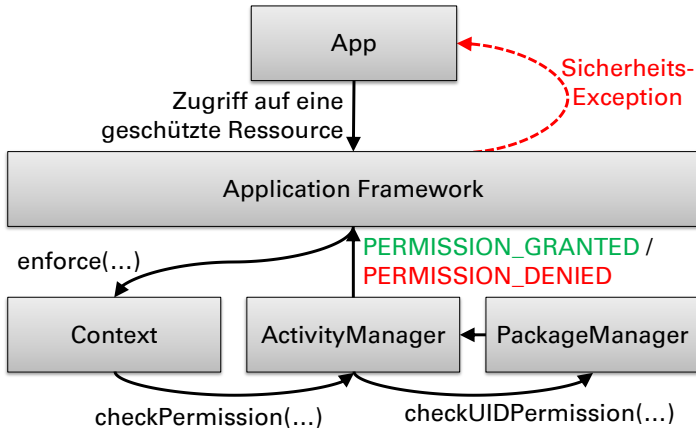 App
Sicherheits-
Exception
Zugriff auf eine
geschützte Ressource
Application Framework
enforce(...)
PERMISSION_GRANTED /
PERMISSION_DENIED
Context
ActivityManager
PackageManager
checkPermission(...)
checkUIDPermission(...)